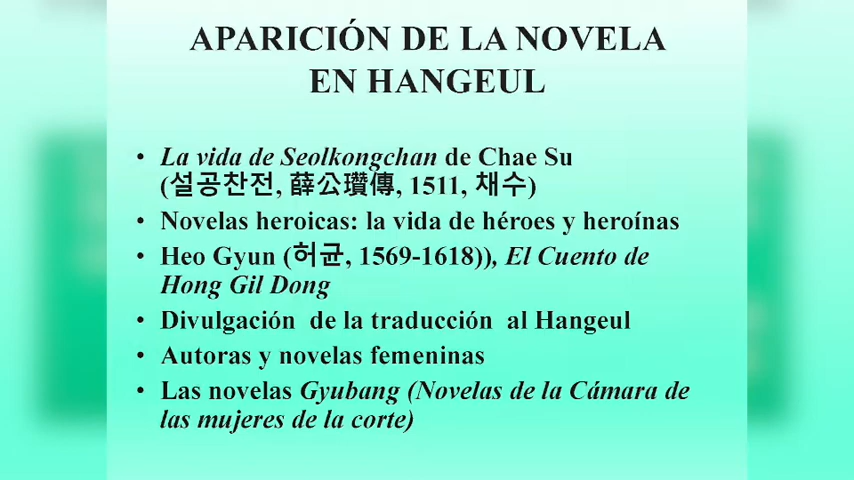 APARICIÓN DE LA NOVELA
EN HANGEUL
• La vida de Seolkongchan de Chae Su
(설공찬전, 薛公瓚傳, 1511, 채수)
• Novelas heroicas: la vida de héroes y heroínas
• Heo Gyun (허균, 1569-1618)), El Cuento de
Hong Gil Dong
• Divulgación de la traducción al Hangeul
• Autoras y novelas femeninas
• Las novelas Gyubang (Novelas de la Cámara de
las mujeres de la corte)